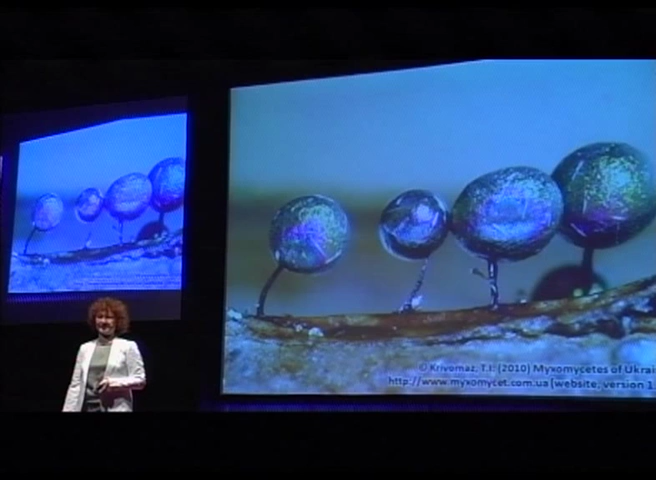 © Krivomaz, T.I. (2010) Myxomycetes of Ukrai
http://www.myxomycet.com.ua [website, version 1.